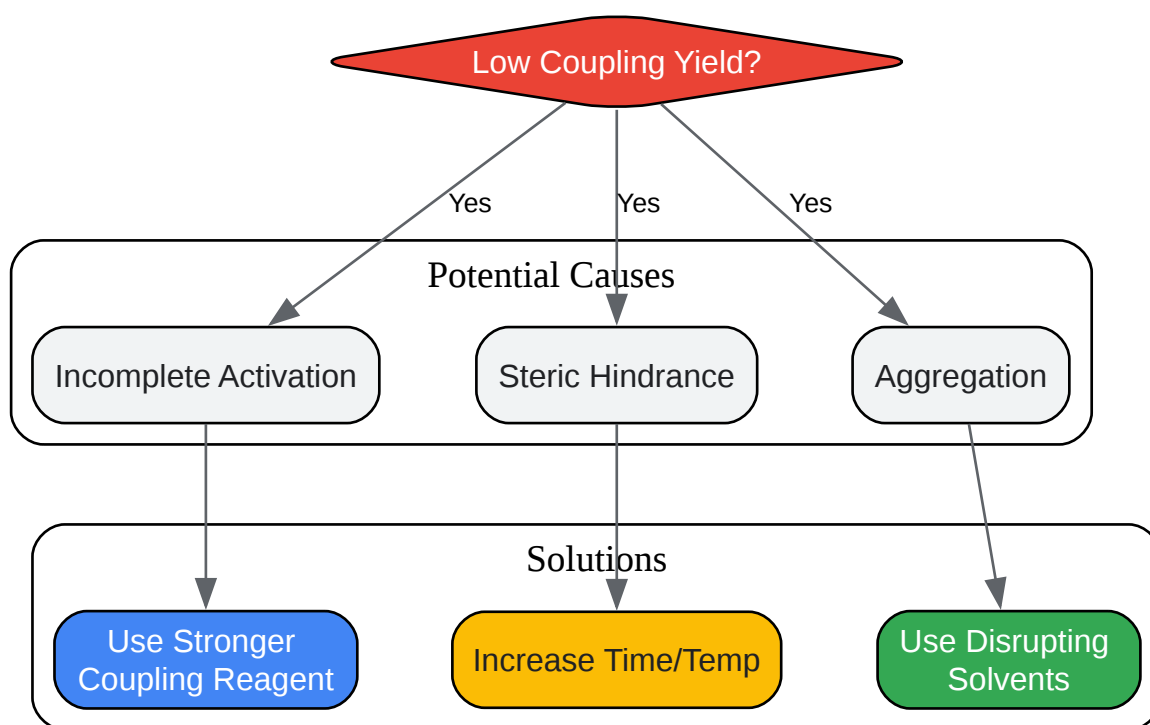 Low Coupling Yield?
Yes
Yes
Yes
Potential Causes
Incomplete Activation
Steric Hindrance
Aggregation
Solutions
Use Stronger
Coupling Reagent
Increase Time/Temp
Use Disrupting
Solvents